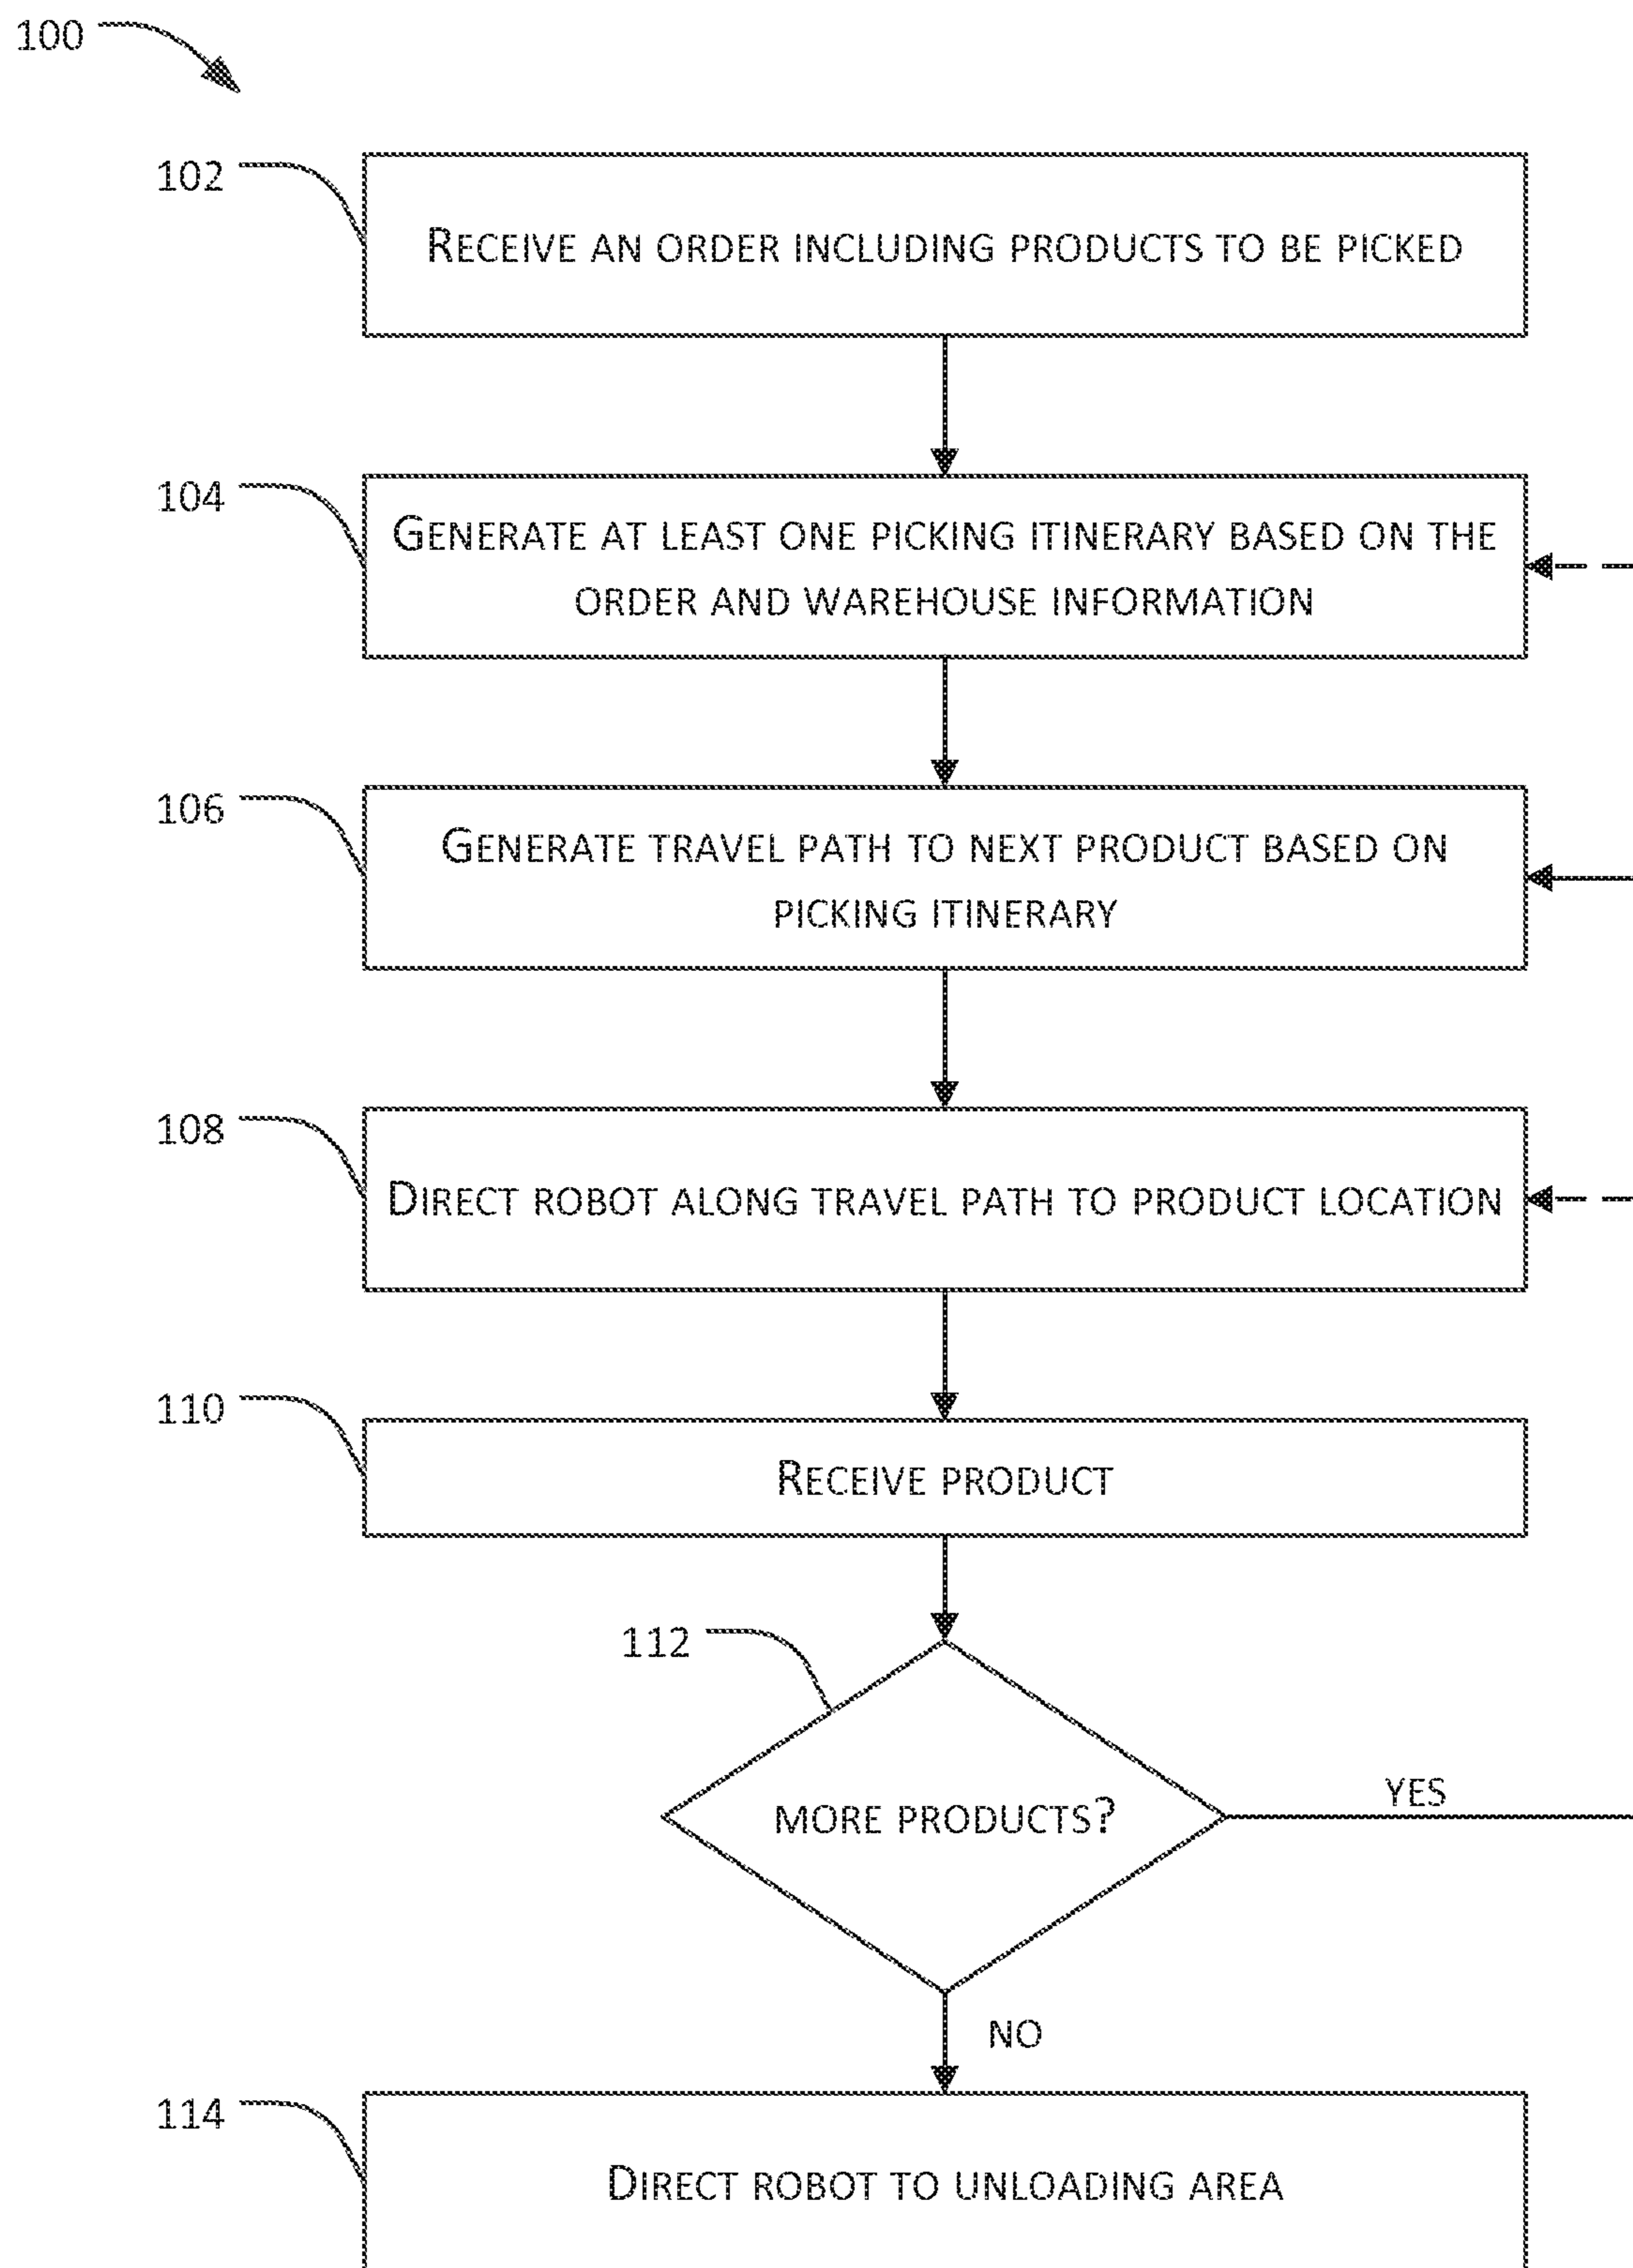 100
102
RECEIVE AN ORDER INCLUDING PRODUCTS TO BE PICKED
104
GENERATE AT LEAST ONE PICKING ITINERARY BASED ON THE
ORDER AND WAREHOUSE INFORMATION
106
GENERATE TRAVEL PATH TO NEXT PRODUCT BASED ON
PICKING ITINERARY
108
DIRECT ROBOT ALONG TRAVEL PATH TO PRODUCT LOCATION
110
RECEIVE PRODUCT
112
MORE PRODUCTS?
YES
NO
114
DIRECT ROBOT TO UNLOADING AREA